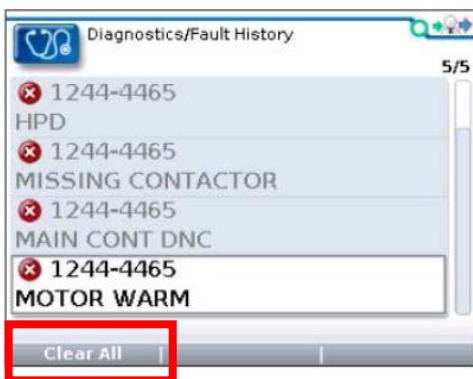 Diagnostics/Fault History
5/5
1244-4465
HPD
1244-4465
MISSING CONTACTOR
1244-4465
MAIN CONT DNC
1244-4465
MOTOR WARM
Clear All